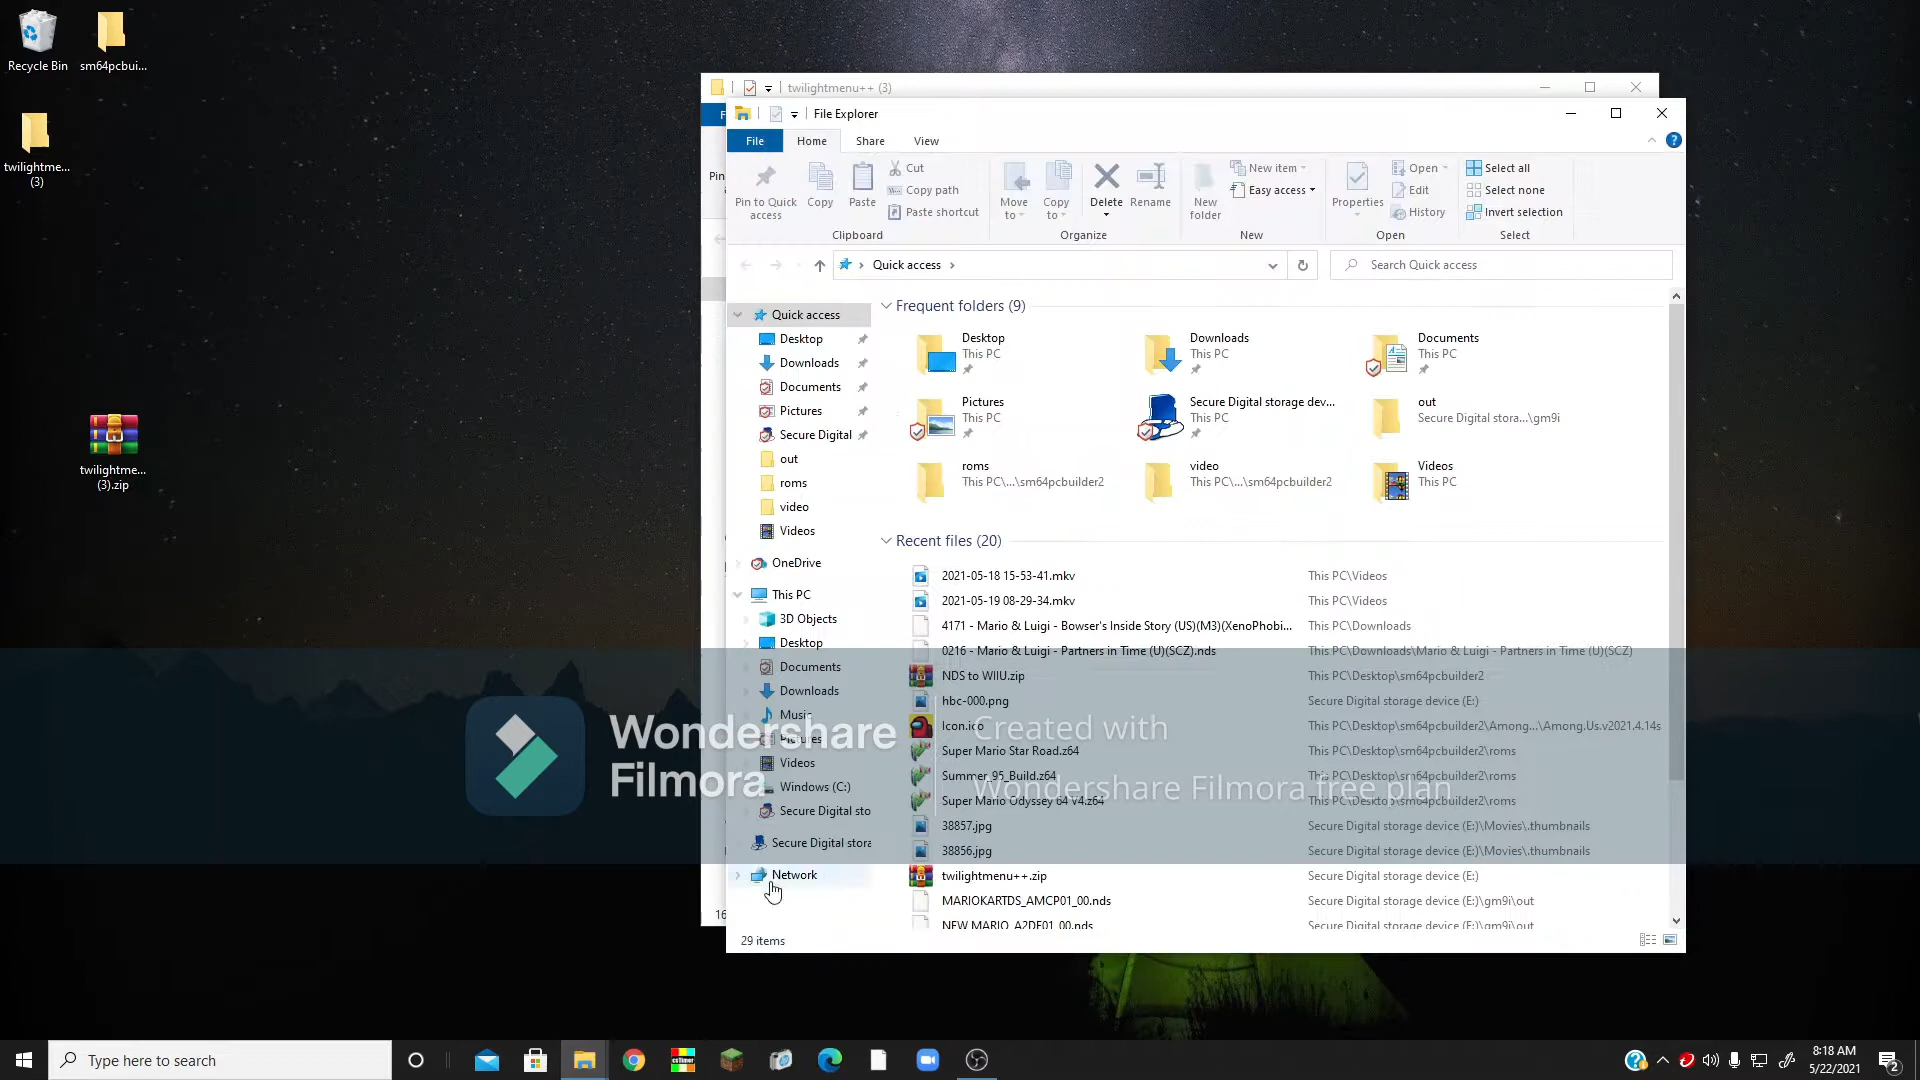 Recycle Bin
sm64pcbui...
twilightme...
(3)
twilightme...
(3).zip
twilightmenu++ (3)
File Explorer
File
Home
Share
View
Pin to Quick
access
Copy
Paste
Cut
Copy path
Paste shortcut
Clipboard
Move
to
Copy
to
Delete
Rename
Organize
New
folder
New item
Easy access
New
Properties
Open
Edit
History
Open
Select all
Select none
Invert selection
Select
Quick access
Search Quick access
Quick access
Desktop
Downloads
Documents
Pictures
Secure Digital
out
roms
video
Videos
OneDrive
This PC
3D Objects
Desktop
Documents
Downloads
Music
Pictures
Videos
Windows (C:)
Secure Digital sto
Secure Digital stora
Network
Frequent folders (9)
Desktop
This PC
Downloads
This PC
Documents
This PC
Pictures
This PC
Secure Digital storage dev...
This PC
out
Secure Digital stora...\gm9i
roms
This PC\...\sm64pcbuilder2
video
This PC\...\sm64pcbuilder2
Videos
This PC
Recent files (20)
2021-05-18 15-53-41.mkv This PC\Videos
2021-05-19 08-29-34.mkv This PC\Videos
4171 - Mario & Luigi - Bowser's Inside Story (US)(M3)(XenoPhobi... This PC\Downloads
0216 - Mario & Luigi - Partners in Time (U)(SCZ).nds This PC\Downloads\Mario & Luigi - Partners in Time (U)(SCZ)
NDS to WIIU.zip This PC\Desktop\sm64pcbuilder2
hbc-000.png Secure Digital storage device (E:)
Icon.ico This PC\Desktop\sm64pcbuilder2\Among...\Among.Us.v2021.4.14s
Super Mario Star Road.z64 This PC\Desktop\sm64pcbuilder2\roms
Summer_95_Build.z64 This PC\Desktop\sm64pcbuilder2\roms
Super Mario Odyssey 64 V4.z64 This PC\Desktop\sm64pcbuilder2\roms
38857.jpg Secure Digital storage device (E:)\Movies\.thumbnails
38856.jpg Secure Digital storage device (E:)\Movies\.thumbnails
twilightmenu++.zip Secure Digital storage device (E:)
MARIOKARTDS_AMCP01_00.nds Secure Digital storage device (E:)\gm9i\out
NEW MARIO_A2DE01_00.nds Secure Digital storage device (E:)\gm9i\out
29 items
Wondershare
Filmora
Created with
Wondershare Filmora free plan
Type here to search
csTimer
8:18 AM
5/22/2021
2